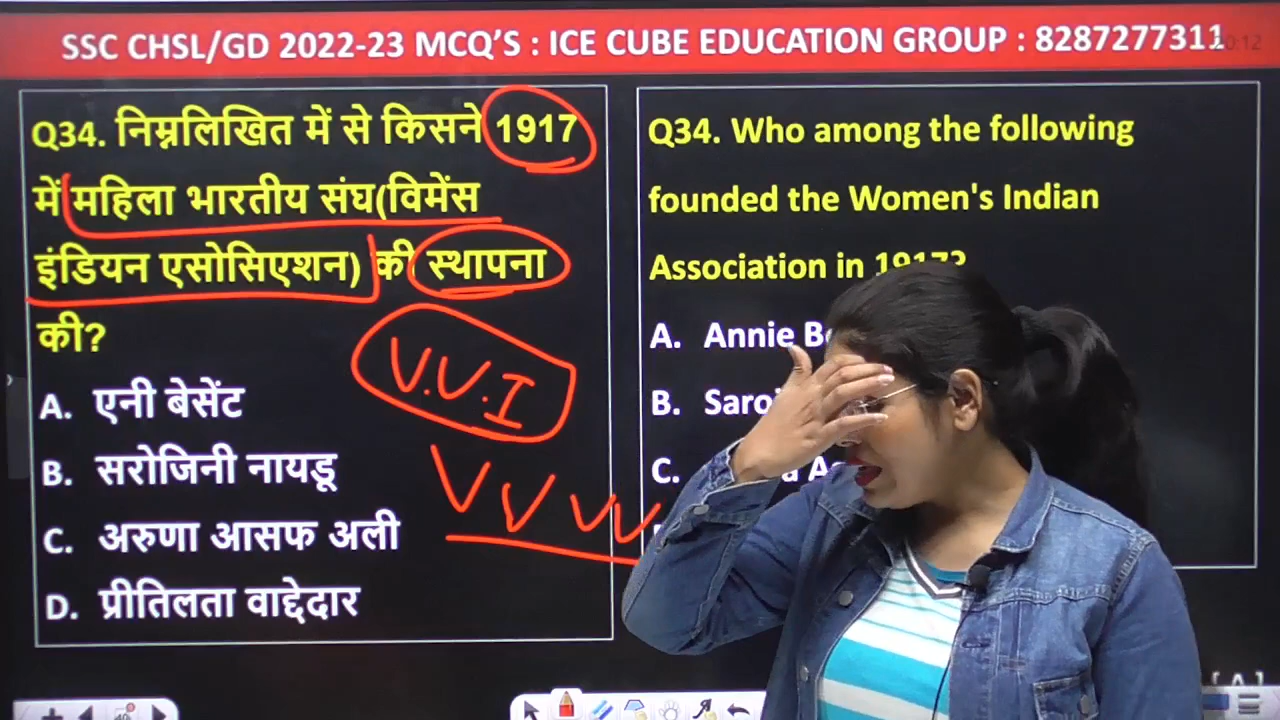 SSC CHSL/GD 2022-23 MCQ'S : ICE CUBE EDUCATION GROUP : 8287277311
Q34. निम्नलिखित में से किसने 1917
में महिला भारतीय संघ(विमेंस
इंडियन एसोसिएशन) की स्थापना
की?
A. एनी बेसेंट
B. सरोजिनी नायडू
C. अरुणा आसफ अली
D. प्रीतिलता वाद्देदार
V.V.I
V V V V
Q34. Who among the following
founded the Women's Indian
Association in 1917?
A. Annie
B.
C.
[A]